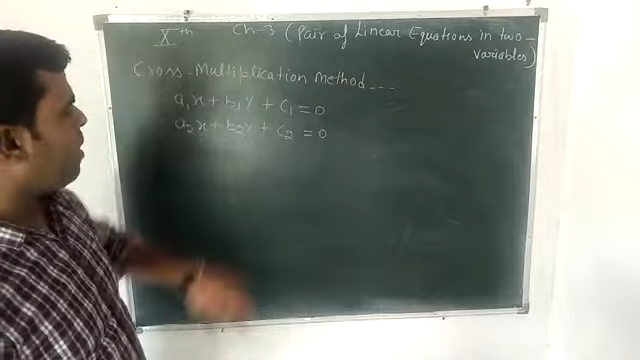 Xth Ch-3 (Pair of Linear Equations in two-
variables)
Cross-Multiplication Method---
a₁x + b₁y + c₁ = 0
a₂x + b₂y + c₂ = 0